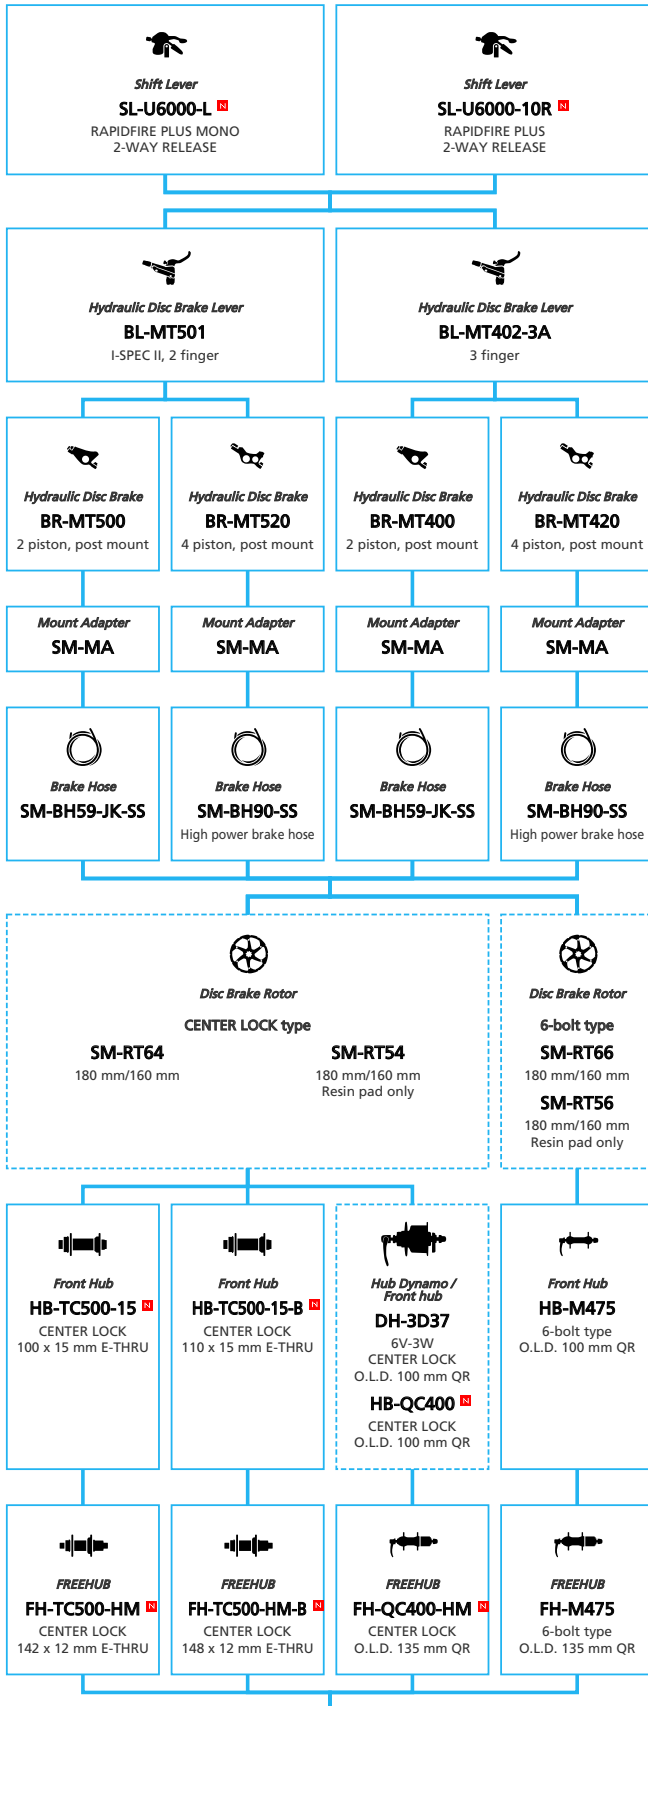 Shift Lever
SL-U6000-L N
RAPIDFIRE PLUS MONO
2-WAY RELEASE
Shift Lever
SL-U6000-10R N
RAPIDFIRE PLUS
2-WAY RELEASE
Hydraulic Disc Brake Lever
BL-MT501
I-SPEC II, 2 finger
Hydraulic Disc Brake Lever
BL-MT402-3A
3 finger
Hydraulic Disc Brake
BR-MT500
2 piston, post mount
Hydraulic Disc Brake
BR-MT520
4 piston, post mount
Hydraulic Disc Brake
BR-MT400
2 piston, post mount
Hydraulic Disc Brake
BR-MT420
4 piston, post mount
Mount Adapter
SM-MA
Mount Adapter
SM-MA
Mount Adapter
SM-MA
Mount Adapter
SM-MA
Brake Hose
SM-BH59-JK-SS
Brake Hose
SM-BH90-SS
High power brake hose
Brake Hose
SM-BH59-JK-SS
Brake Hose
SM-BH90-SS
High power brake hose
Disc Brake Rotor
CENTER LOCK type
SM-RT64
180 mm/160 mm
SM-RT54
180 mm/160 mm
Resin pad only
Disc Brake Rotor
6-bolt type
SM-RT66
180 mm/160 mm
SM-RT56
180 mm/160 mm
Resin pad only
Front Hub
HB-TC500-15 N
CENTER LOCK
100 x 15 mm E-THRU
Front Hub
HB-TC500-15-B N
CENTER LOCK
110 x 15 mm E-THRU
Hub Dynamo /
Front hub
DH-3D37
6V-3W
CENTER LOCK
O.L.D. 100 mm QR
HB-QC400 N
CENTER LOCK
O.L.D. 100 mm QR
Front Hub
HB-M475
6-bolt type
O.L.D. 100 mm QR
FREEHUB
FH-TC500-HM N
CENTER LOCK
142 x 12 mm E-THRU
FREEHUB
FH-TC500-HM-B N
CENTER LOCK
148 x 12 mm E-THRU
FREEHUB
FH-QC400-HM N
CENTER LOCK
O.L.D. 135 mm QR
FREEHUB
FH-M475
6-bolt type
O.L.D. 135 mm QR